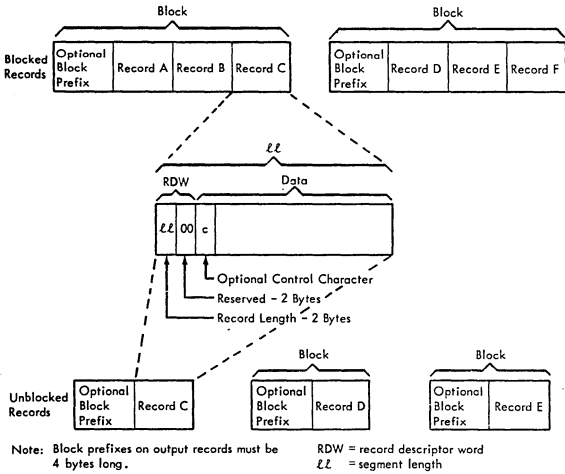 Block
Block
Blocked
Records
Optional
Block
Prefix
Record A
Record B
Record C
Optional
Block
Prefix
Record D
Record E
Record F
ℓℓ
RDW
Data
ℓℓ
00
c
Optional Control Character
Reserved - 2 Bytes
Record Length - 2 Bytes
Block
Block
Unblocked
Records
Optional
Block
Prefix
Record C
Optional
Block
Prefix
Record D
Optional
Block
Prefix
Record E
Note: Block prefixes on output records must be
4 bytes long.
RDW = record descriptor word
ℓℓ = segment length